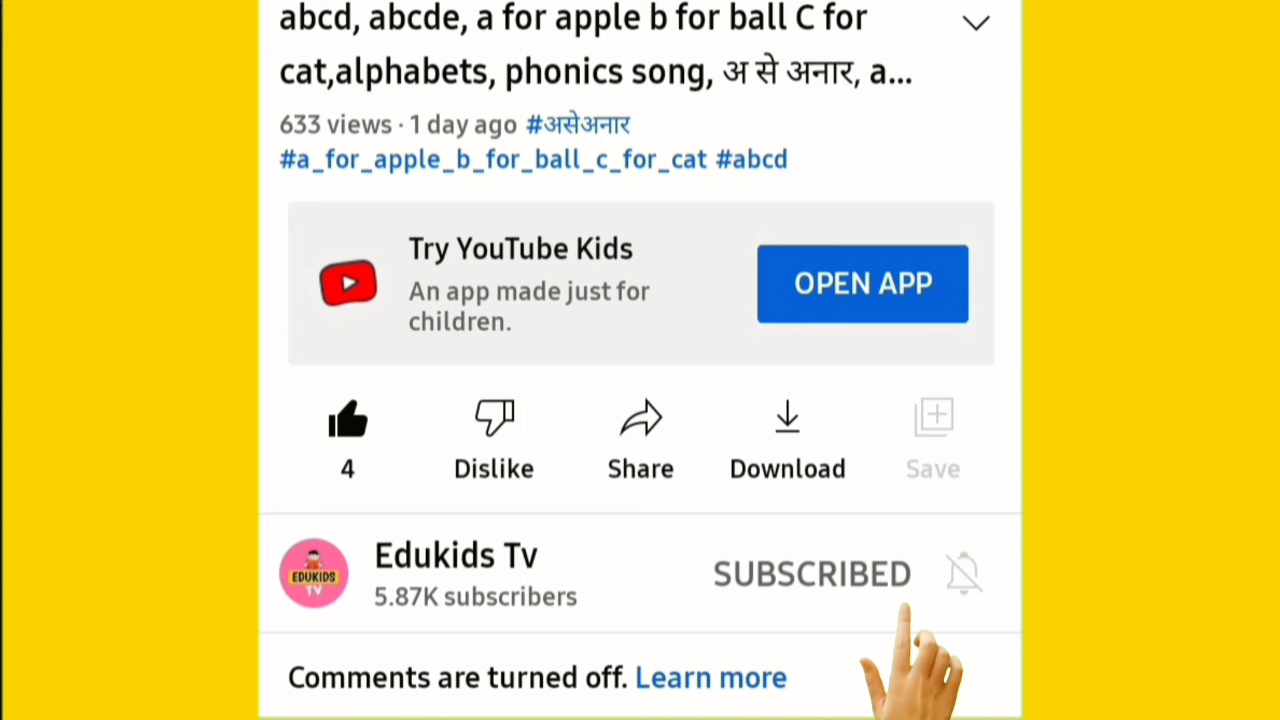 abcd, abcde, a for apple b for ball C for
cat,alphabets, phonics song, अ से अनार, a...
633 views · 1 day ago #असेअनार
#a_for_apple_b_for_ball_c_for_cat #abcd
Try YouTube Kids
An app made just for
children.
OPEN APP
4
Dislike
Share
Download
Save
EDUKIDS
TV
Edukids Tv
5.87K subscribers
SUBSCRIBED
Comments are turned off. Learn more